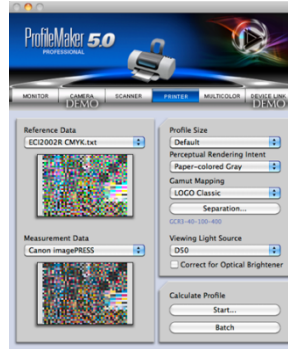 ProfileMaker 5.0
PROFESSIONAL
MONITOR
CAMERA
DEMO
SCANNER
PRINTER
MULTICOLOR
DEVICE LINK
DEMO
Reference Data
ECI2002R CMYK.txt
Measurement Data
Canon imagePRESS
Profile Size
Default
Perceptual Rendering Intent
Paper-colored Gray
Gamut Mapping
LOGO Classic
Separation...
GCR3-40-100-400
Viewing Light Source
D50
Correct for Optical Brightener
Calculate Profile
Start...
Batch